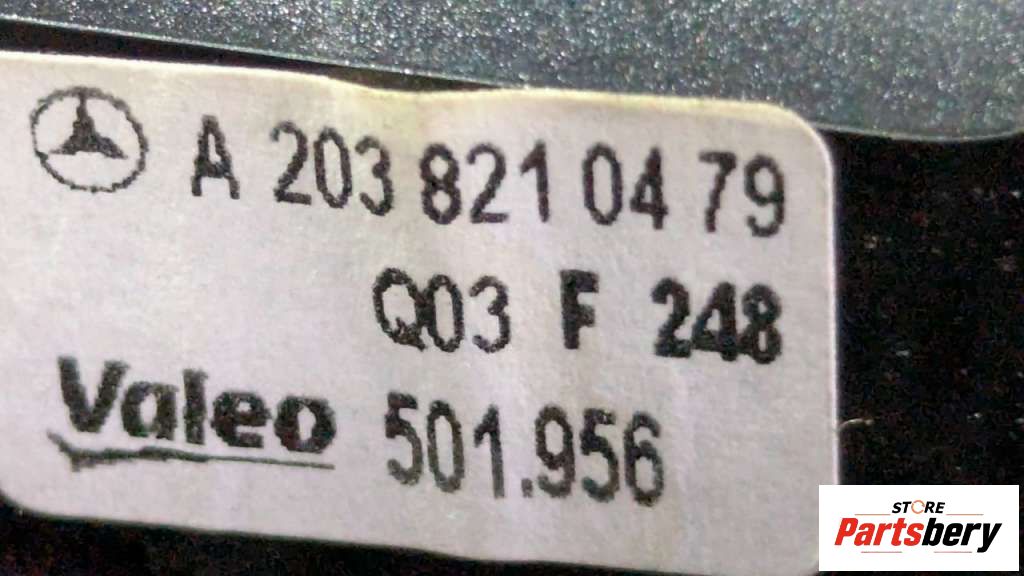 A 203 821 04 79
Q03 F 248
Valeo 501.956
STORE
Partsbery